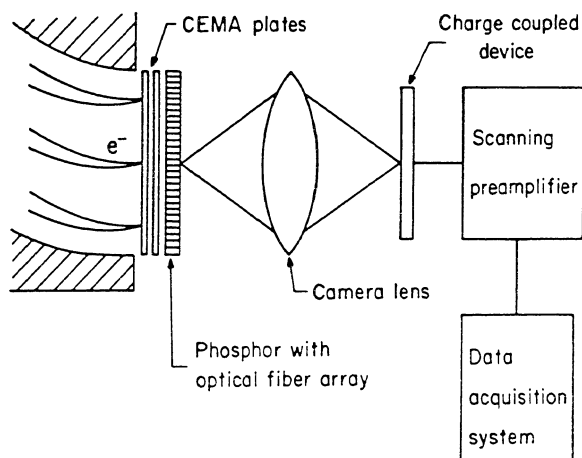 CEMA plates
Charge coupled
device
e⁻
Scanning
preamplifier
Camera lens
Phosphor with
optical fiber array
Data
acquisition
system